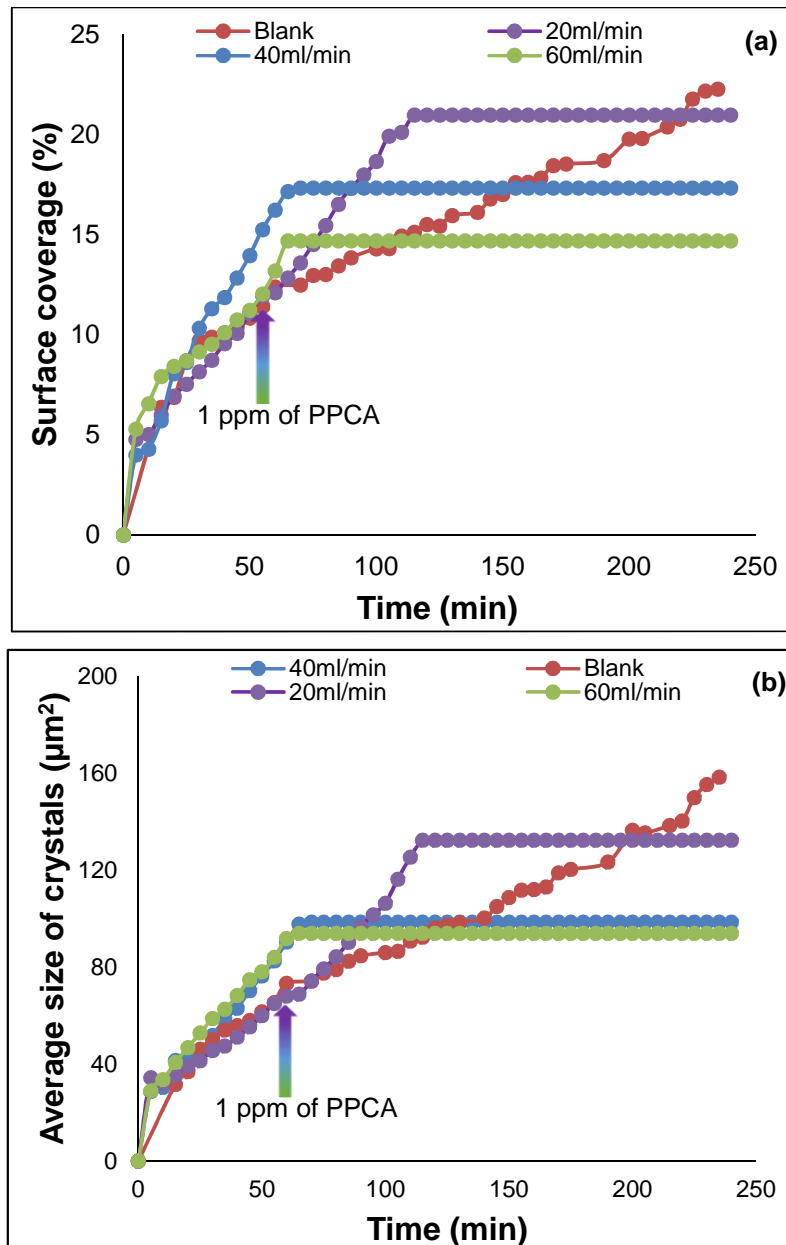 Blank 20ml/min (a)
40ml/min 60ml/min
25
20
15
10
5
0
Surface coverage (%)
1 ppm of PPCA
0 50 100 150 200 250
Time (min)
40ml/min Blank (b)
20ml/min 60ml/min
200
160
120
80
40
0
Average size of crystals (µm²)
1 ppm of PPCA
0 50 100 150 200 250
Time (min)